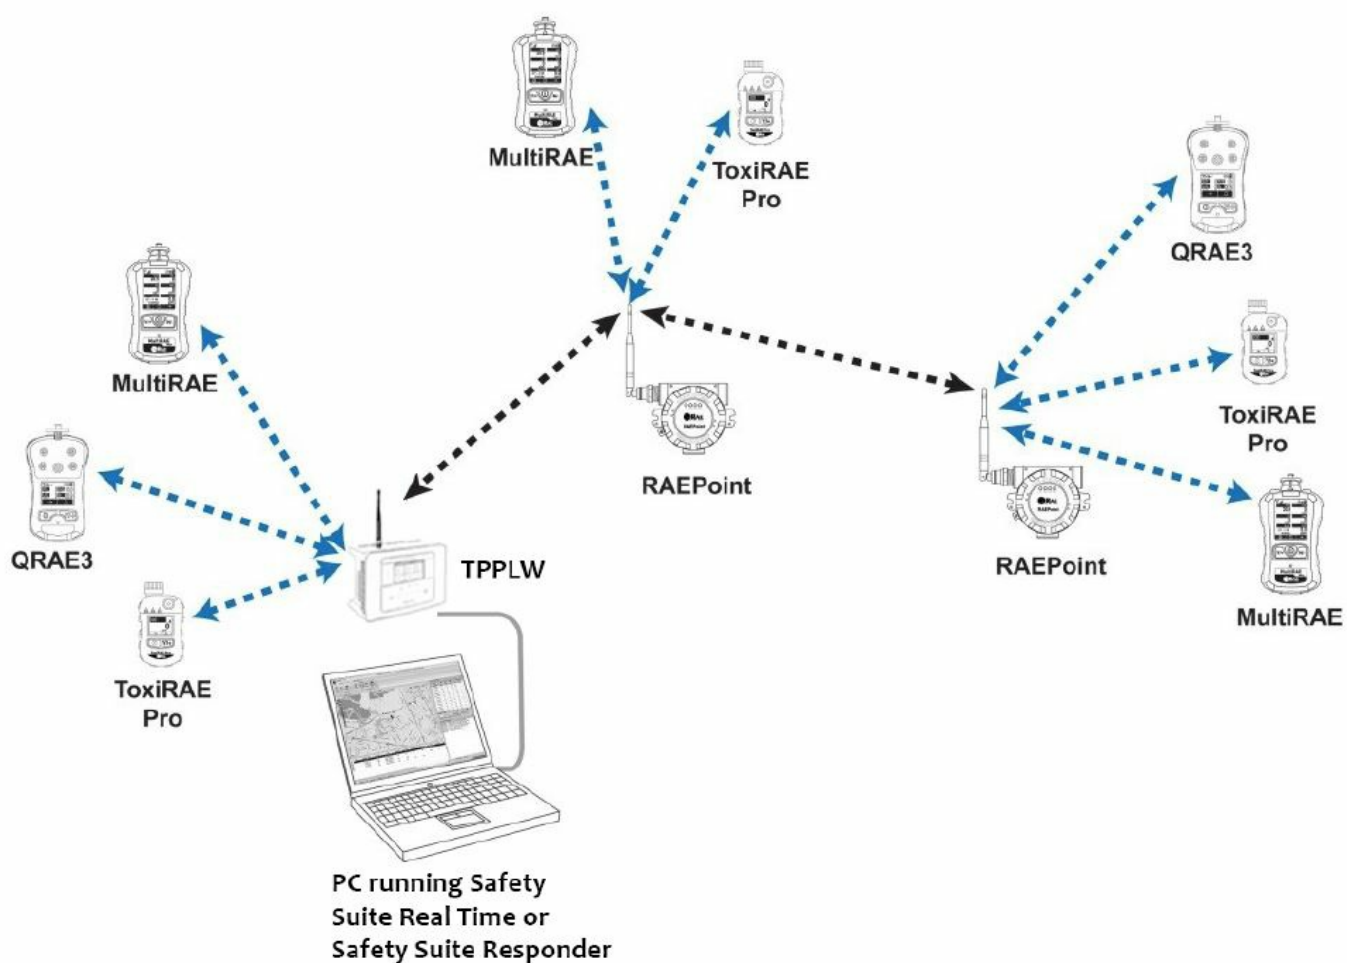 MultiRAE
ToxiRAE
Pro
QRAE3
MultiRAE
ToxiRAE
Pro
RAEPoint
QRAE3
TPPLW
RAEPoint
MultiRAE
ToxiRAE
Pro
PC running Safety
Suite Real Time or
Safety Suite Responder